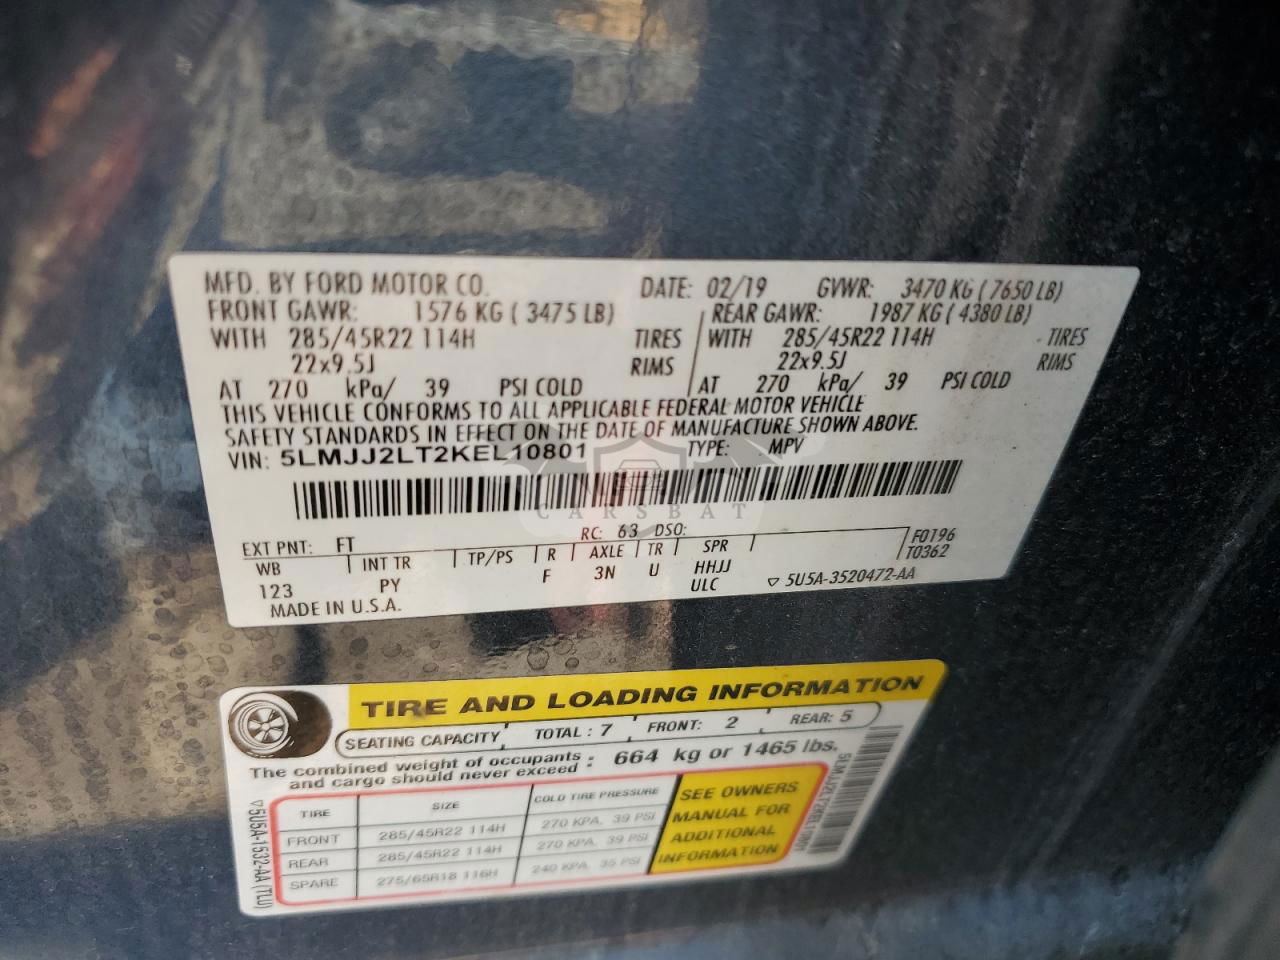 MFD. BY FORD MOTOR CO. DATE: 02/19 GVWR: 3470 KG ( 7650 LB)
FRONT GAWR: 1576 KG ( 3475 LB) REAR GAWR: 1987 KG ( 4380 LB)
WITH 285/45R22 114H TIRES WITH 285/45R22 114H TIRES
22x9.5J RIMS 22x9.5J RIMS
AT 270 kPa/ 39 PSI COLD AT 270 kPa/ 39 PSI COLD
THIS VEHICLE CONFORMS TO ALL APPLICABLE FEDERAL MOTOR VEHICLE
SAFETY STANDARDS IN EFFECT ON THE DATE OF MANUFACTURE SHOWN ABOVE.
VIN: 5LMJJ2LT2KEL10801 TYPE: MPV
CARSBAT
EXT PNT: FT RC: 63 DSO: F0196
WB INT TR TP/PS R AXLE TR SPR T0362
123 PY F 3N U HHJJ
ULC ▽ 5U5A-3520472-AA
MADE IN U.S.A.
TIRE AND LOADING INFORMATION
SEATING CAPACITY TOTAL : 7 FRONT: 2 REAR: 5
The combined weight of occupants and cargo should never exceed : 664 kg or 1465 lbs.
TIRE SIZE COLD TIRE PRESSURE
FRONT 285/45R22 114H 270 KPA. 39 PSI
REAR 285/45R22 114H 270 KPA. 39 PSI
SPARE 275/65R18 116H 240 KPA. 35 PSI
SEE OWNERS
MANUAL FOR
ADDITIONAL
INFORMATION
▽5U5A-1532-AA (TLU)
5LMJJ2LT2KEL10801